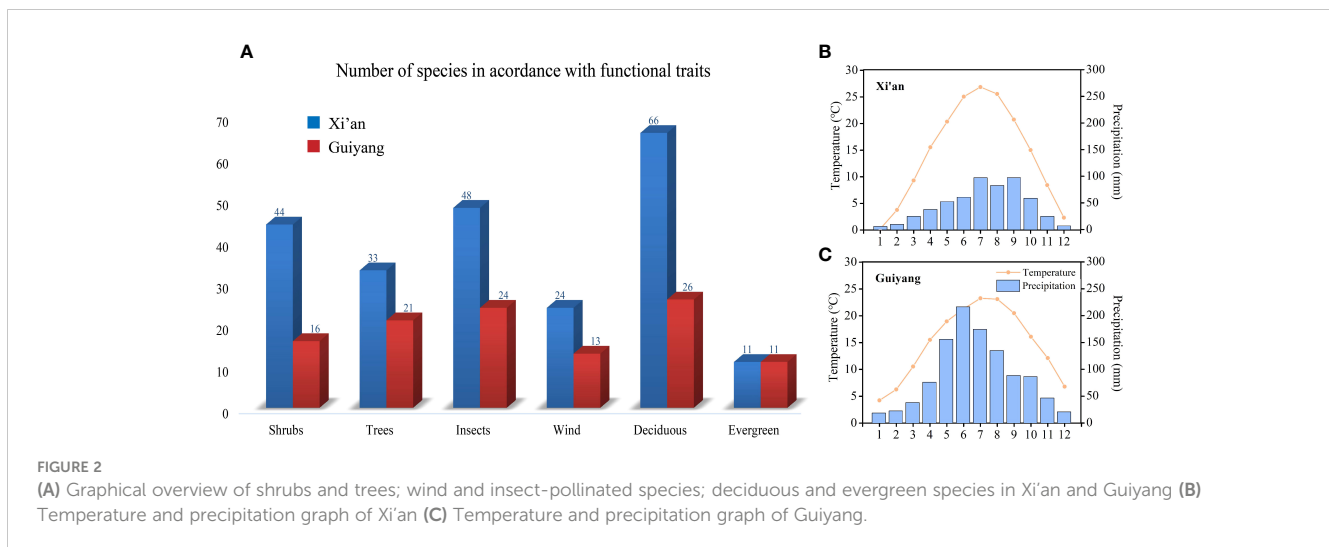 A
Number of species in acordance with functional traits
Xi'an
Guiyang
70
60
50
40
30
20
10
0
44
16
33
21
48
24
24
13
66
26
11
11
Shrubs
Trees
Insects
Wind
Deciduous
Evergreen
B
Xi'an
Temperature (°C)
30
25
20
15
10
5
0
300
250
200
150
100
50
0
Precipitation (mm)
1 2 3 4 5 6 7 8 9 10 11 12
C
Guiyang
Temperature
Precipitation
Temperature (°C)
30
25
20
15
10
5
0
300
250
200
150
100
50
0
Precipitation (mm)
1 2 3 4 5 6 7 8 9 10 11 12
FIGURE 2
(A) Graphical overview of shrubs and trees; wind and insect-pollinated species; deciduous and evergreen species in Xi'an and Guiyang (B)
Temperature and precipitation graph of Xi'an (C) Temperature and precipitation graph of Guiyang.